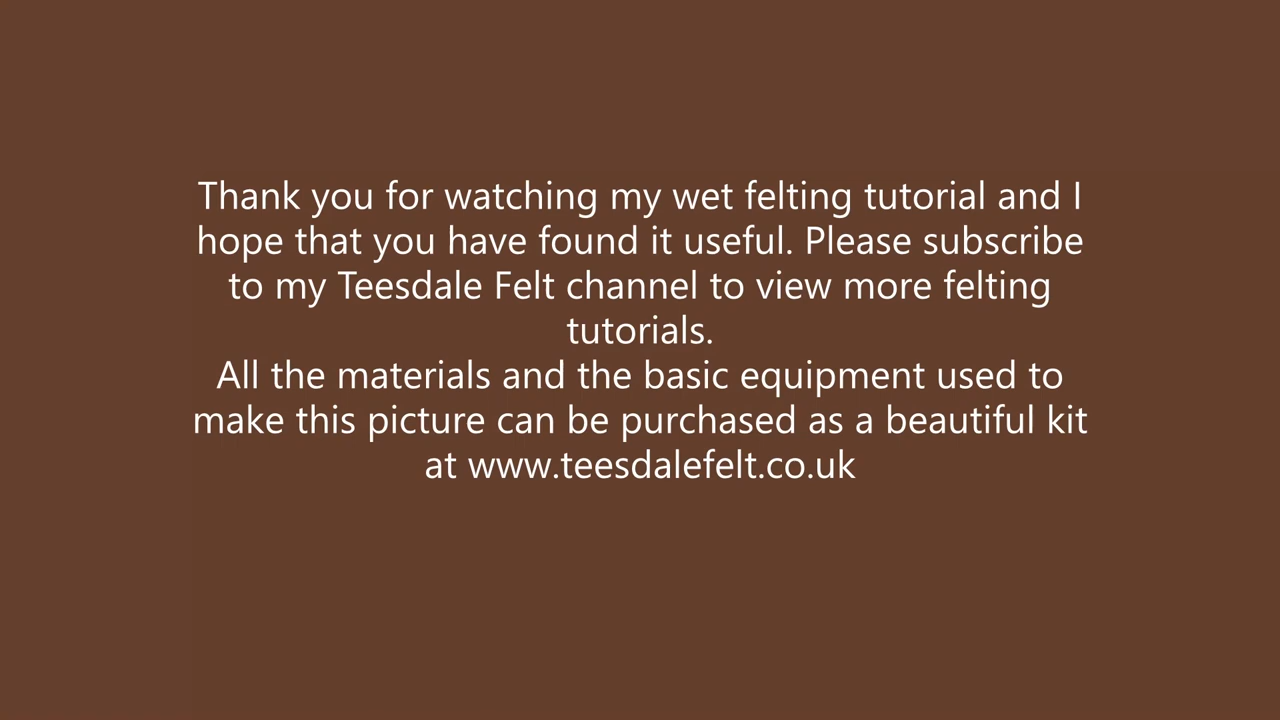 Thank you for watching my wet felting tutorial and I
hope that you have found it useful. Please subscribe
to my Teesdale Felt channel to view more felting
tutorials.
All the materials and the basic equipment used to
make this picture can be purchased as a beautiful kit
at www.teesdalefelt.co.uk